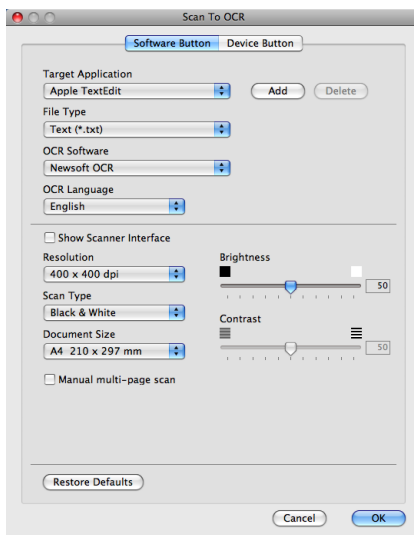 Scan To OCR
Software Button Device Button
Target Application
Apple TextEdit Add Delete
File Type
Text (*.txt)
OCR Software
Newsoft OCR
OCR Language
English
Show Scanner Interface
Resolution Brightness
400 x 400 dpi 50
Scan Type
Black & White Contrast
Document Size
A4 210 x 297 mm 50
Manual multi-page scan
Restore Defaults
Cancel OK